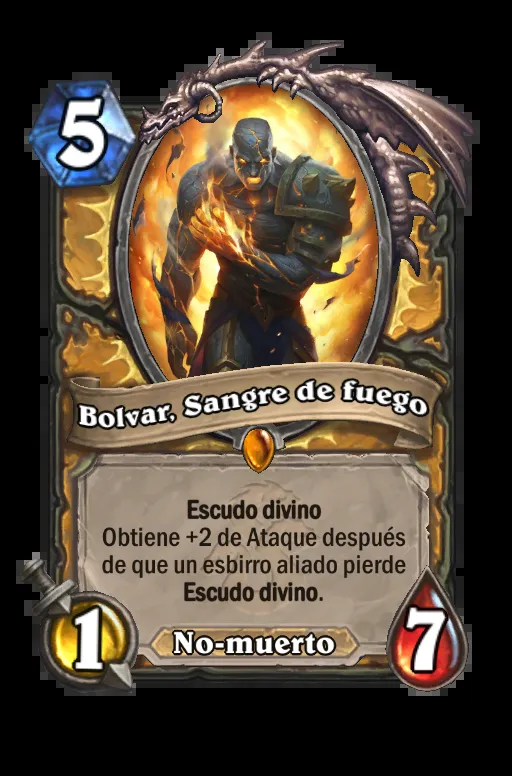 5
Bolvar, Sangre de fuego
Escudo divino
Obtiene +2 de Ataque después
de que un esbirro aliado pierde
Escudo divino.
1
No-muerto
7